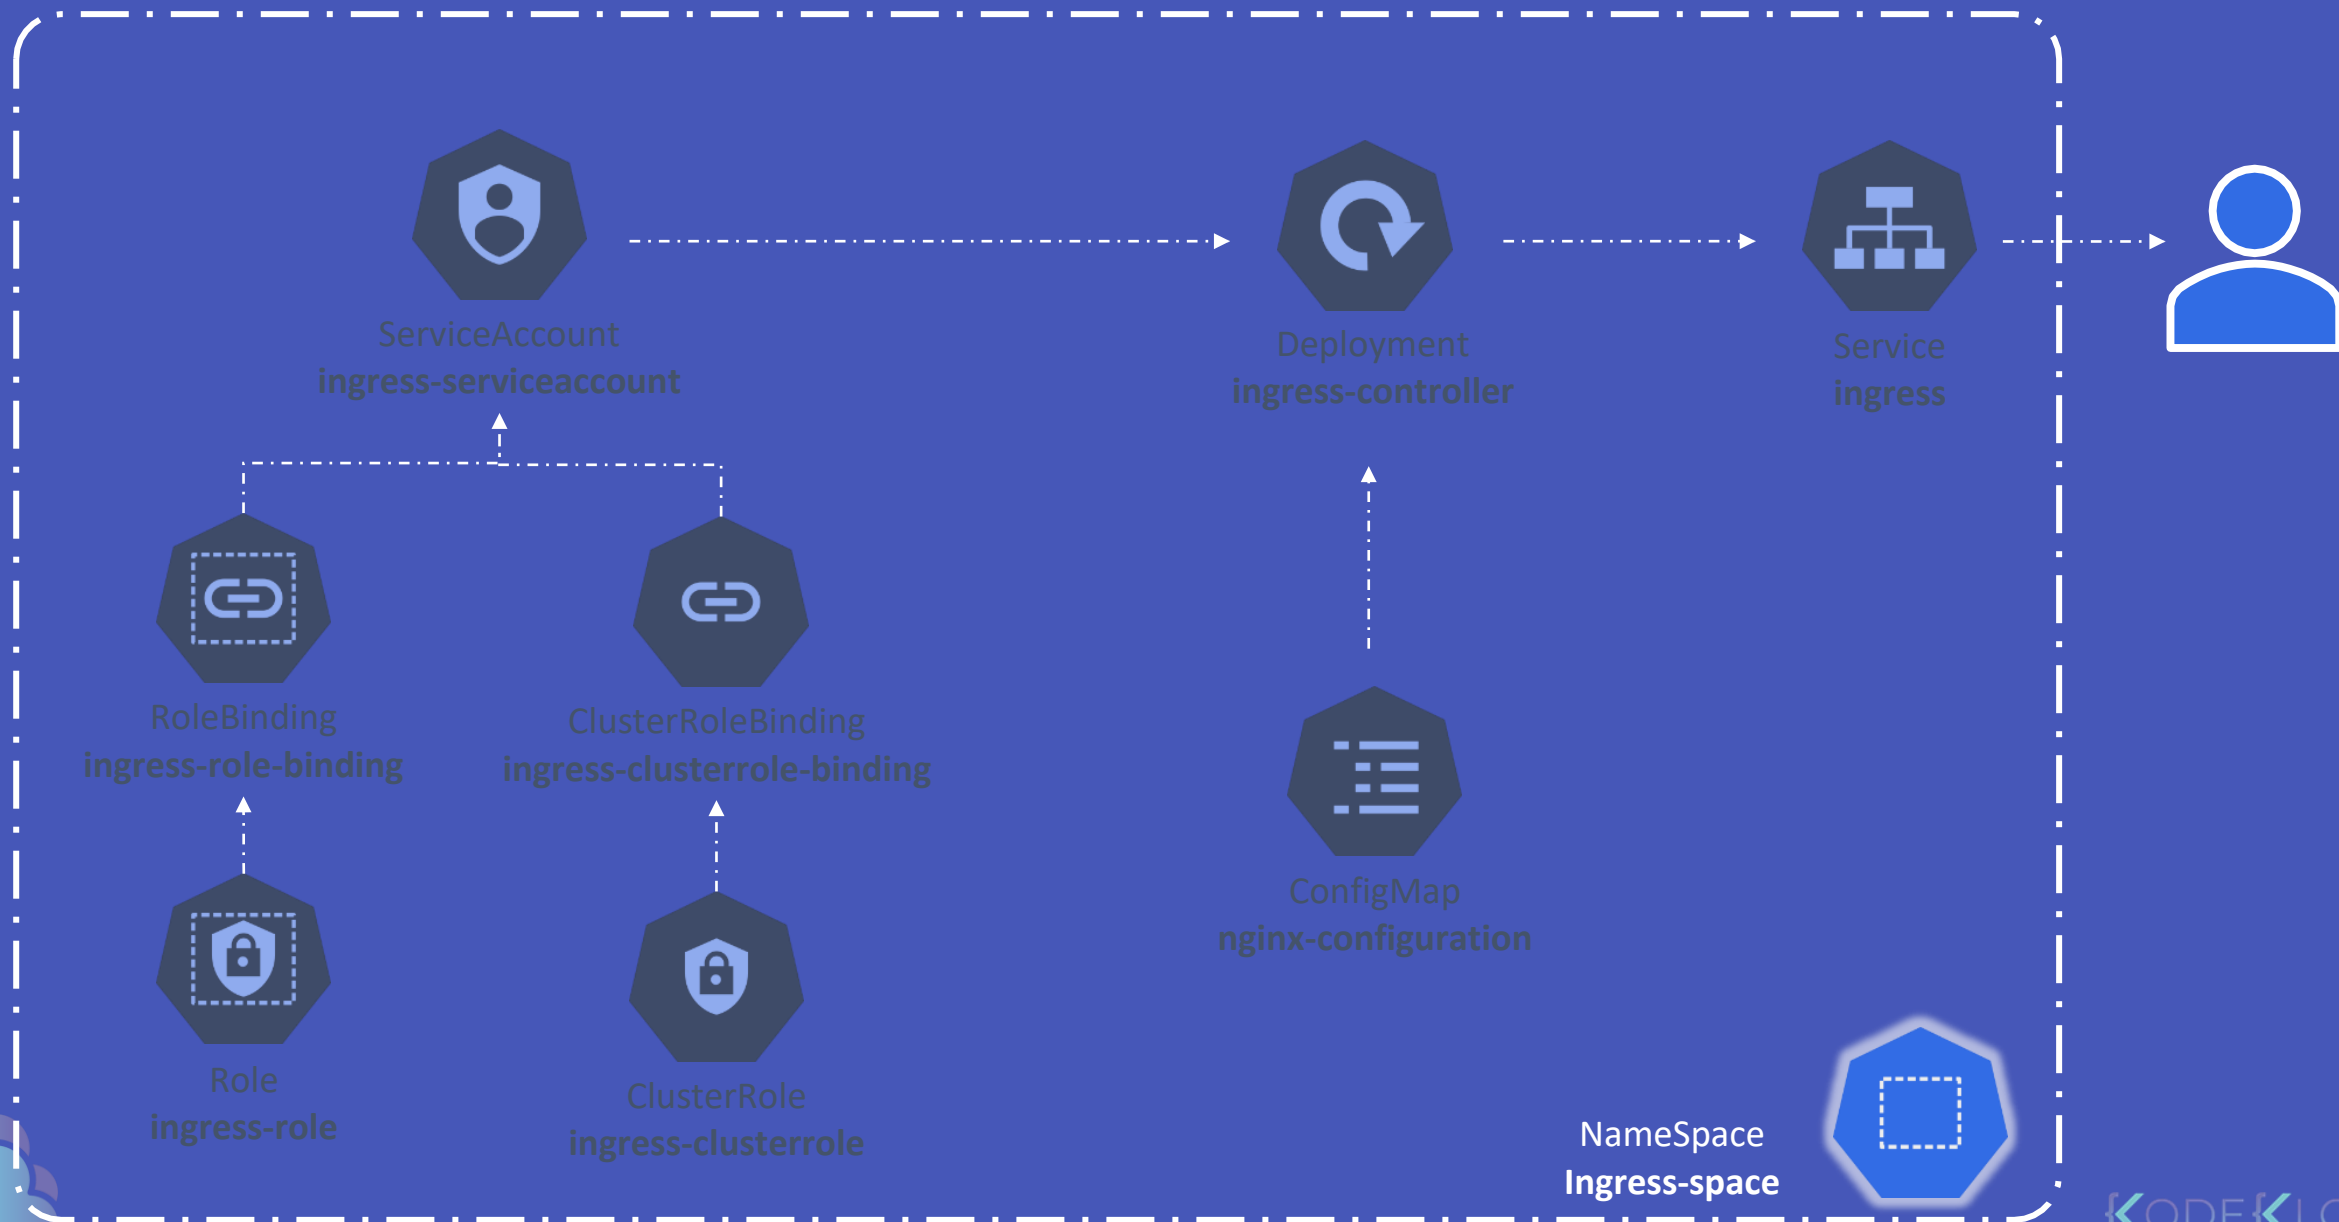 ServiceAccount
ingress-serviceaccount
Deployment
ingress-controller
Service
ingress
RoleBinding
ingress-role-binding
ClusterRoleBinding
ingress-clusterrole-binding
ConfigMap
nginx-configuration
Role
ingress-role
ClusterRole
ingress-clusterrole
NameSpace
Ingress-space